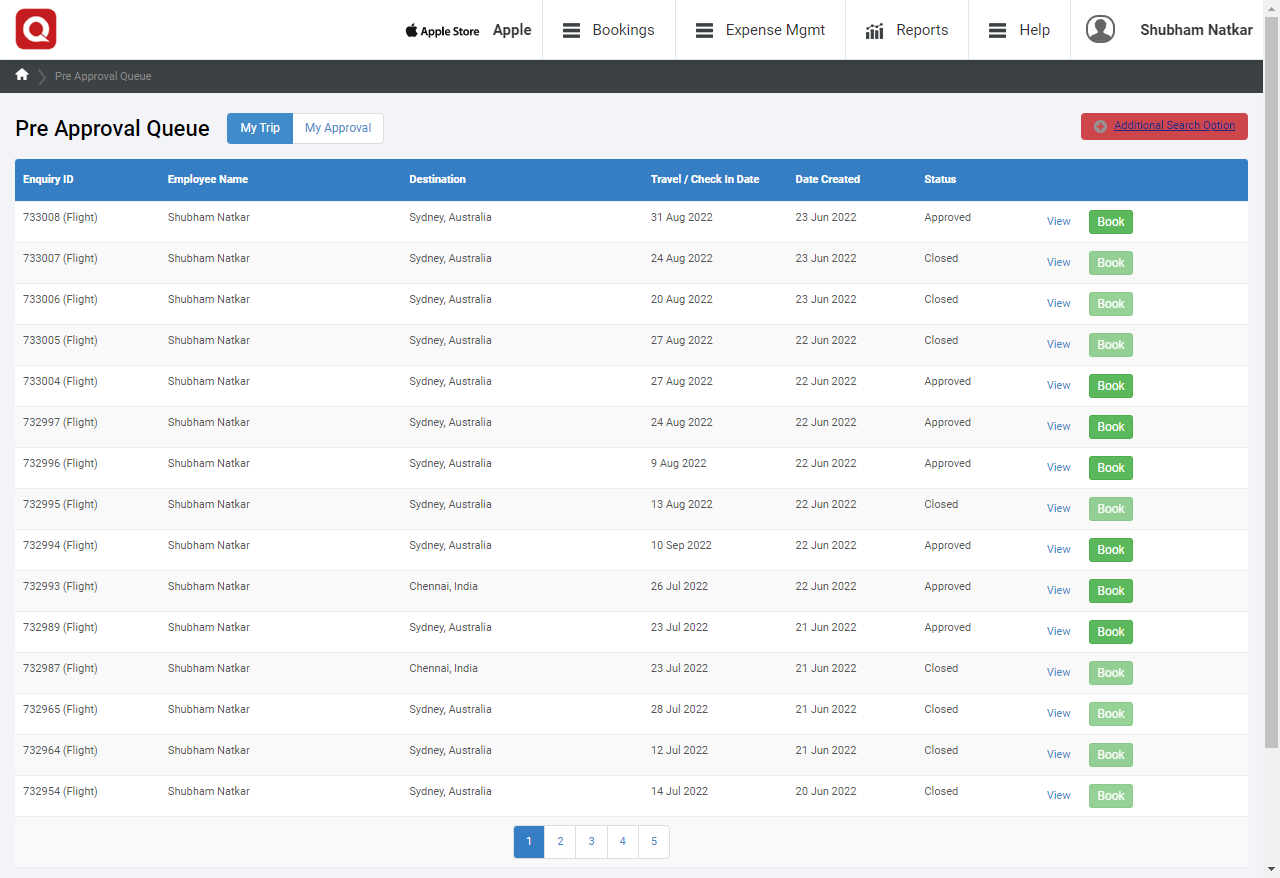 Apple Store Apple Bookings Expense Mgmt Reports Help Shubham Natkar
Pre Approval Queue
Pre Approval Queue My Trip My Approval Additional Search Option
Enquiry ID Employee Name Destination Travel / Check In Date Date Created Status
733008 (Flight) Shubham Natkar Sydney, Australia 31 Aug 2022 23 Jun 2022 Approved View Book
733007 (Flight) Shubham Natkar Sydney, Australia 24 Aug 2022 23 Jun 2022 Closed View Book
733006 (Flight) Shubham Natkar Sydney, Australia 20 Aug 2022 23 Jun 2022 Closed View Book
733005 (Flight) Shubham Natkar Sydney, Australia 27 Aug 2022 22 Jun 2022 Closed View Book
733004 (Flight) Shubham Natkar Sydney, Australia 27 Aug 2022 22 Jun 2022 Approved View Book
732997 (Flight) Shubham Natkar Sydney, Australia 24 Aug 2022 22 Jun 2022 Approved View Book
732996 (Flight) Shubham Natkar Sydney, Australia 9 Aug 2022 22 Jun 2022 Approved View Book
732995 (Flight) Shubham Natkar Sydney, Australia 13 Aug 2022 22 Jun 2022 Closed View Book
732994 (Flight) Shubham Natkar Sydney, Australia 10 Sep 2022 22 Jun 2022 Approved View Book
732993 (Flight) Shubham Natkar Chennai, India 26 Jul 2022 22 Jun 2022 Approved View Book
732989 (Flight) Shubham Natkar Sydney, Australia 23 Jul 2022 21 Jun 2022 Approved View Book
732987 (Flight) Shubham Natkar Chennai, India 23 Jul 2022 21 Jun 2022 Closed View Book
732965 (Flight) Shubham Natkar Sydney, Australia 28 Jul 2022 21 Jun 2022 Closed View Book
732964 (Flight) Shubham Natkar Sydney, Australia 12 Jul 2022 21 Jun 2022 Closed View Book
732954 (Flight) Shubham Natkar Sydney, Australia 14 Jul 2022 20 Jun 2022 Closed View Book
1 2 3 4 5